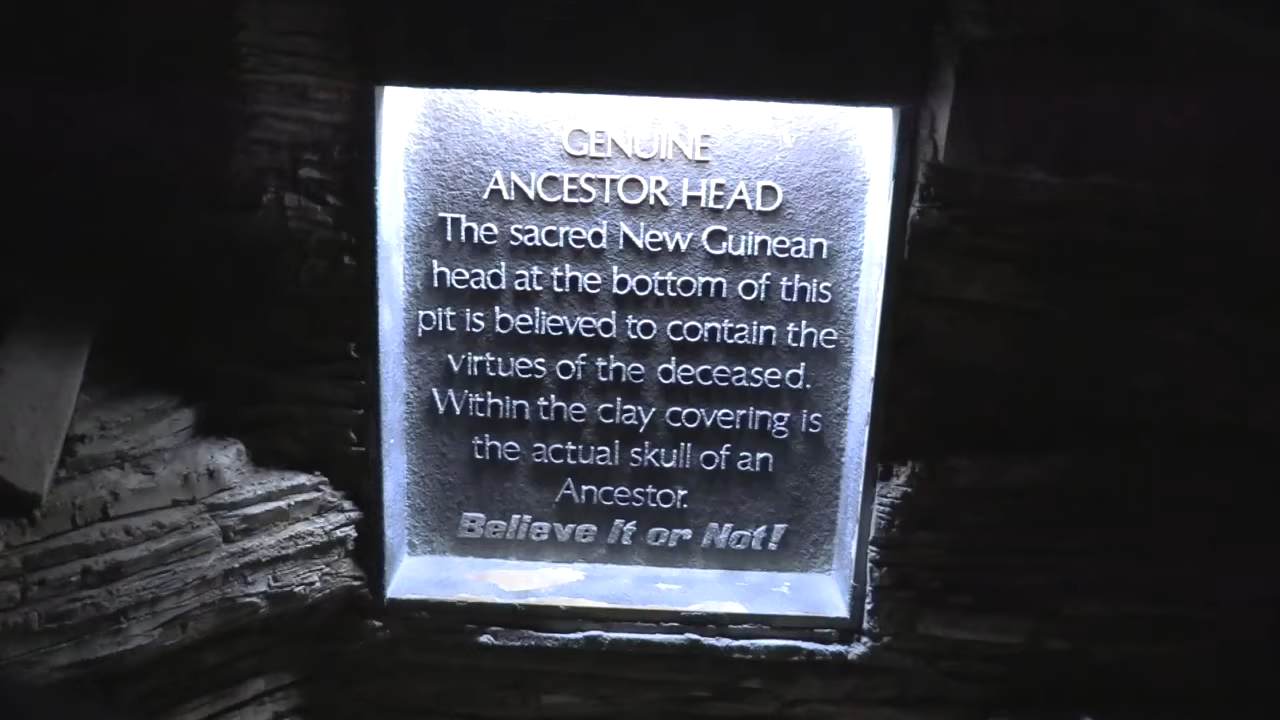 GENUINE
ANCESTOR HEAD
The sacred New Guinean
head at the bottom of this
pit is believed to contain the
virtues of the deceased.
Within the clay covering is
the actual skull of an
Ancestor.
Believe It or Not!